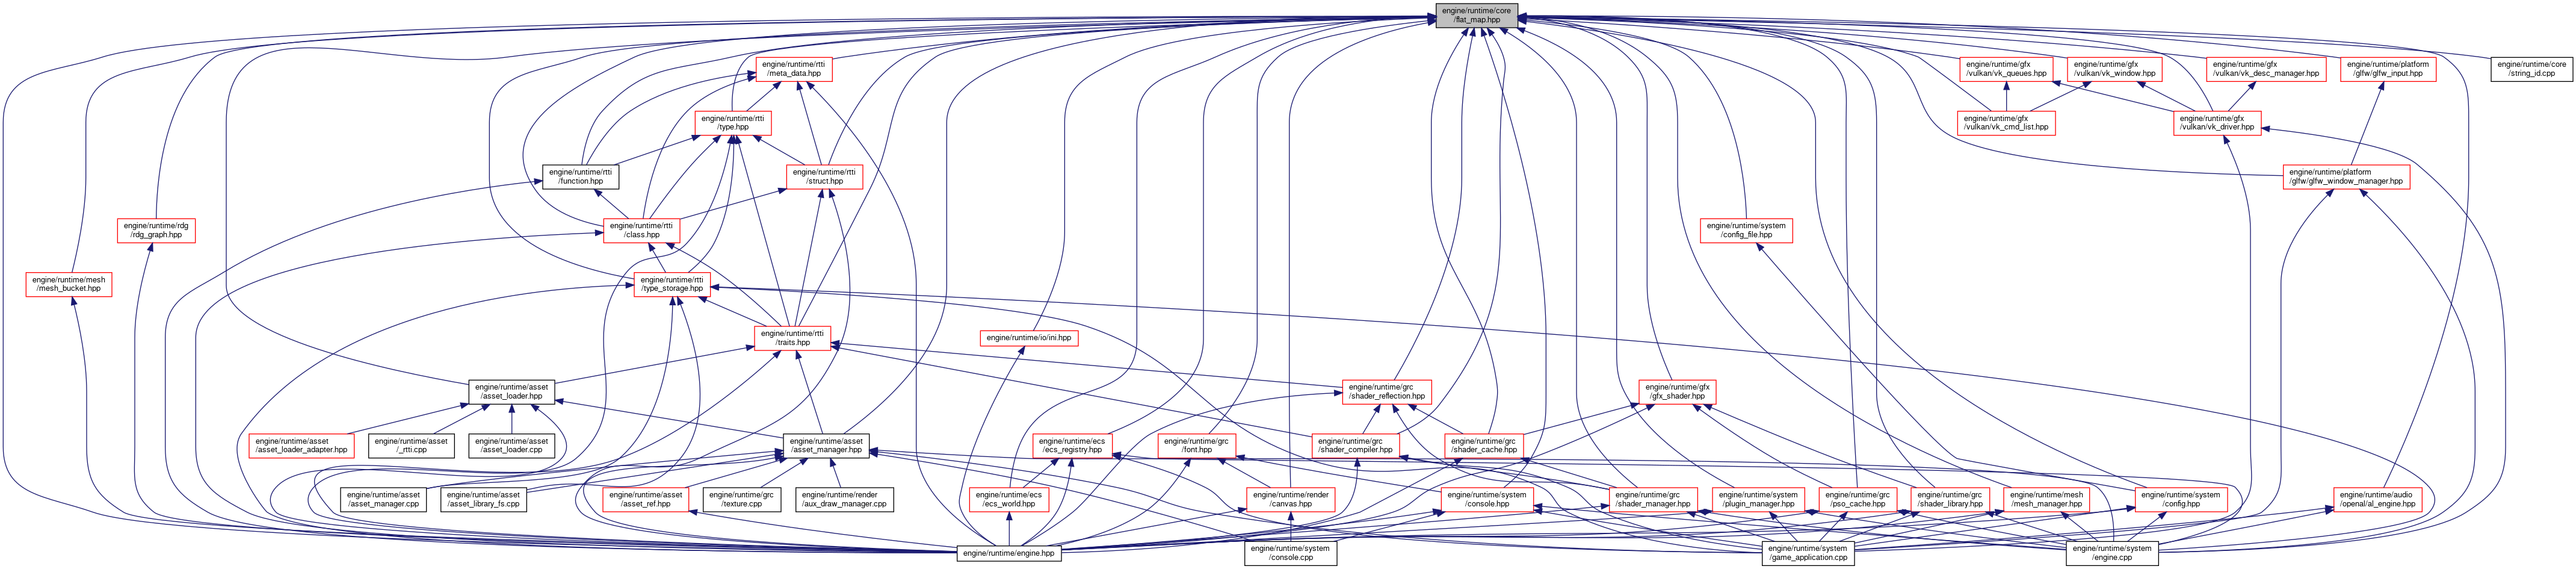 engine/runtime/core
/flat_map.hpp
engine/runtime/rtti
/meta_data.hpp
engine/runtime/gfx
/vulkan/vk_queues.hpp
engine/runtime/gfx
/vulkan/vk_window.hpp
engine/runtime/gfx
/vulkan/vk_desc_manager.hpp
engine/runtime/platform
/glfw/glfw_input.hpp
engine/runtime/core
/string_id.cpp
engine/runtime/rtti
/type.hpp
engine/runtime/gfx
/vulkan/vk_cmd_list.hpp
engine/runtime/gfx
/vulkan/vk_driver.hpp
engine/runtime/rtti
/function.hpp
engine/runtime/rtti
/struct.hpp
engine/runtime/platform
/glfw/glfw_window_manager.hpp
engine/runtime/rdg
/rdg_graph.hpp
engine/runtime/rtti
/class.hpp
engine/runtime/system
/config_file.hpp
engine/runtime/mesh
/mesh_bucket.hpp
engine/runtime/rtti
/type_storage.hpp
engine/runtime/rtti
/traits.hpp
engine/runtime/io/ini.hpp
engine/runtime/asset
/asset_loader.hpp
engine/runtime/grc
/shader_reflection.hpp
engine/runtime/gfx
/gfx_shader.hpp
engine/runtime/asset
/asset_loader_adapter.hpp
engine/runtime/asset
/_rtti.cpp
engine/runtime/asset
/asset_loader.cpp
engine/runtime/asset
/asset_manager.hpp
engine/runtime/ecs
/ecs_registry.hpp
engine/runtime/grc
/font.hpp
engine/runtime/grc
/shader_compiler.hpp
engine/runtime/grc
/shader_cache.hpp
engine/runtime/asset
/asset_manager.cpp
engine/runtime/asset
/asset_library_fs.cpp
engine/runtime/asset
/asset_ref.hpp
engine/runtime/grc
/texture.cpp
engine/runtime/render
/aux_draw_manager.cpp
engine/runtime/ecs
/ecs_world.hpp
engine/runtime/render
/canvas.hpp
engine/runtime/system
/console.hpp
engine/runtime/grc
/shader_manager.hpp
engine/runtime/system
/plugin_manager.hpp
engine/runtime/grc
/pso_cache.hpp
engine/runtime/grc
/shader_library.hpp
engine/runtime/mesh
/mesh_manager.hpp
engine/runtime/system
/config.hpp
engine/runtime/audio
/openal/al_engine.hpp
engine/runtime/engine.hpp
engine/runtime/system
/console.cpp
engine/runtime/system
/game_application.cpp
engine/runtime/system
/engine.cpp